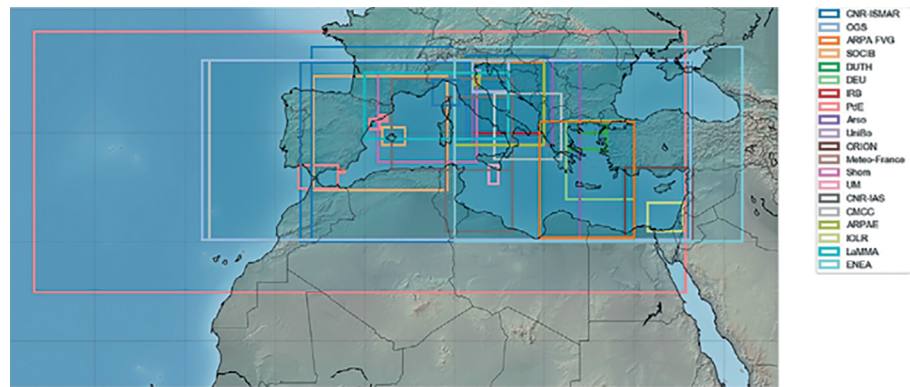 CNR-ISMAR
OGS
ARPA FVG
SOCIB
DUTH
DEU
IRB
PdE
Arso
UniBo
CRION
Meteo-France
Shom
UM
CNR-IAS
CMCC
ARPAE
IOLR
LaMMA
ENEA